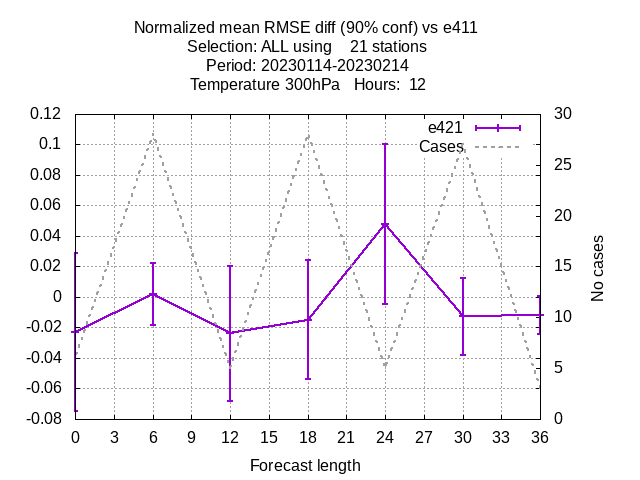 Normalized mean RMSE diff (90% conf) vs e411
Selection: ALL using    21 stations
Period: 20230114-20230214
Temperature 300hPa   Hours:  12
0.12
0.1
0.08
0.06
0.04
0.02
0
-0.02
-0.04
-0.06
-0.08
30
25
20
15
10
5
0
e421
Cases
No cases
0 3 6 9 12 15 18 21 24 27 30 33 36
Forecast length